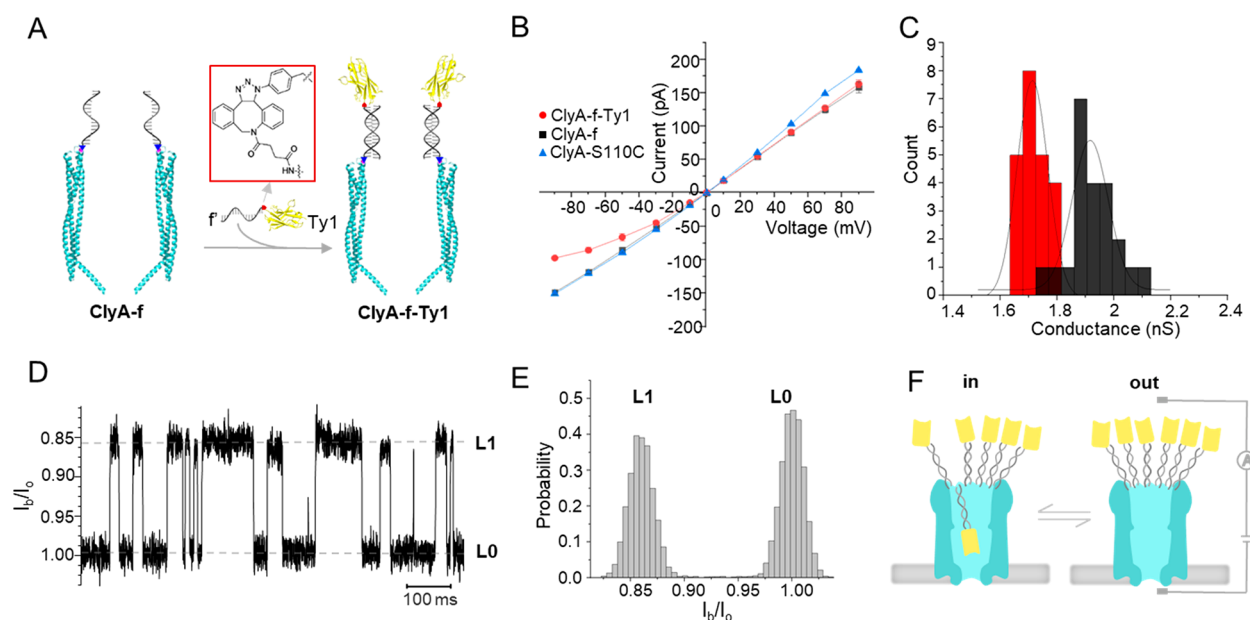 A
N
N
N
N
O
O
HN
f'
Ty1
ClyA-f
ClyA-f-Ty1
B
Current (pA)
200
150
100
50
0
-50
-100
-150
-200
-80 -60 -40 -20 0 20 40 60 80 100
Voltage (mV)
ClyA-f-Ty1
ClyA-f
ClyA-S110C
C
Count
9
8
7
6
5
4
3
2
1
0
1.4 1.6 1.8 2 2.2 2.4
Conductance (nS)
D
Ib/Io
0.85
0.90
0.95
1.00
L1
L0
100 ms
E
L1 L0
Probability
0.5
0.4
0.3
0.2
0.1
0.0
0.85 0.90 0.95 1.00
Ib/Io
F
in out
A